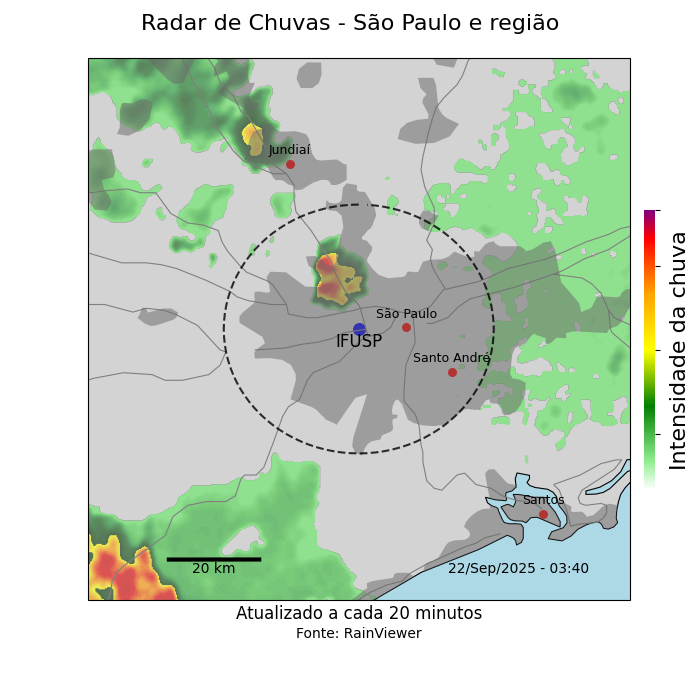 Radar de Chuvas - São Paulo e região
Jundiaí
São Paulo
IFUSP
Santo André
Santos
20 km
22/Sep/2025 - 03:40
Intensidade da chuva
Atualizado a cada 20 minutos
Fonte: RainViewer